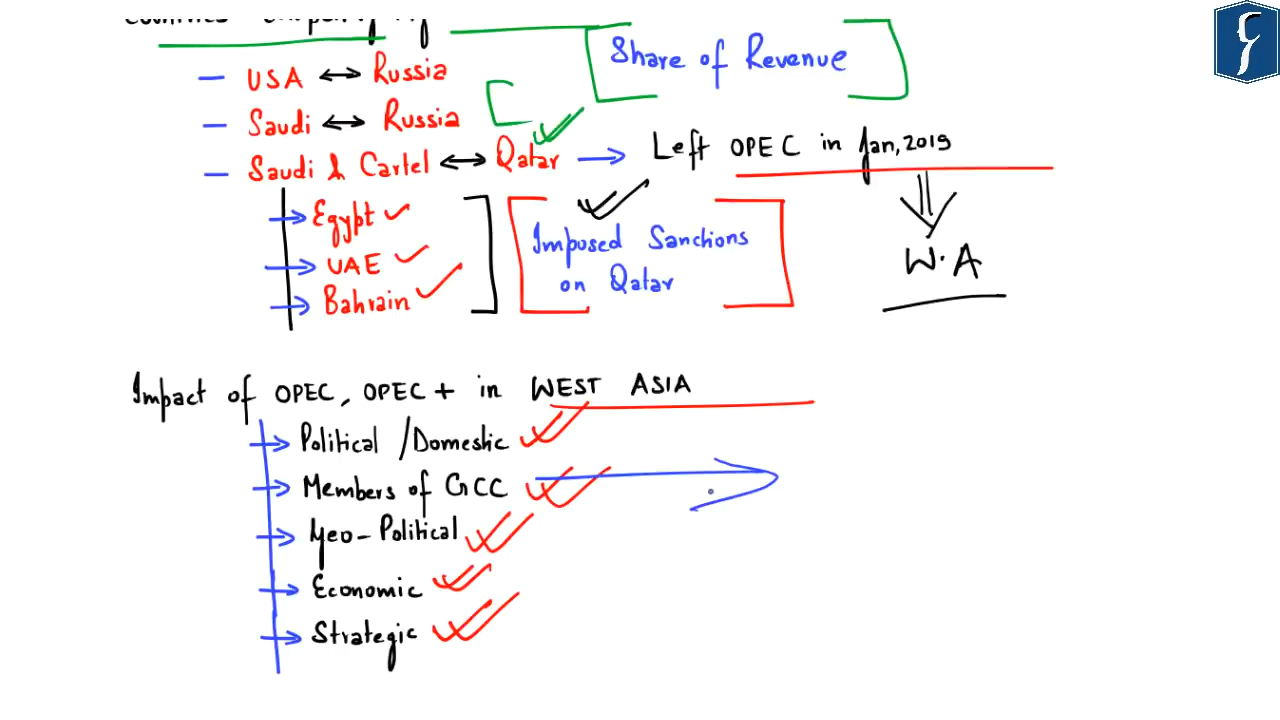 Share of Revenue
- USA ↔ Russia
- Saudi ↔ Russia
- Saudi & Cartel ↔ Qatar → Left OPEC in Jan, 2019
→ Egypt ✓
→ UAE ✓
→ Bahrain ✓
Imposed Sanctions
on Qatar
W.A
Impact of OPEC, OPEC + in WEST ASIA
→ Political / Domestic
→ Members of GCC
→ Geo-Political
→ Economic
→ Strategic